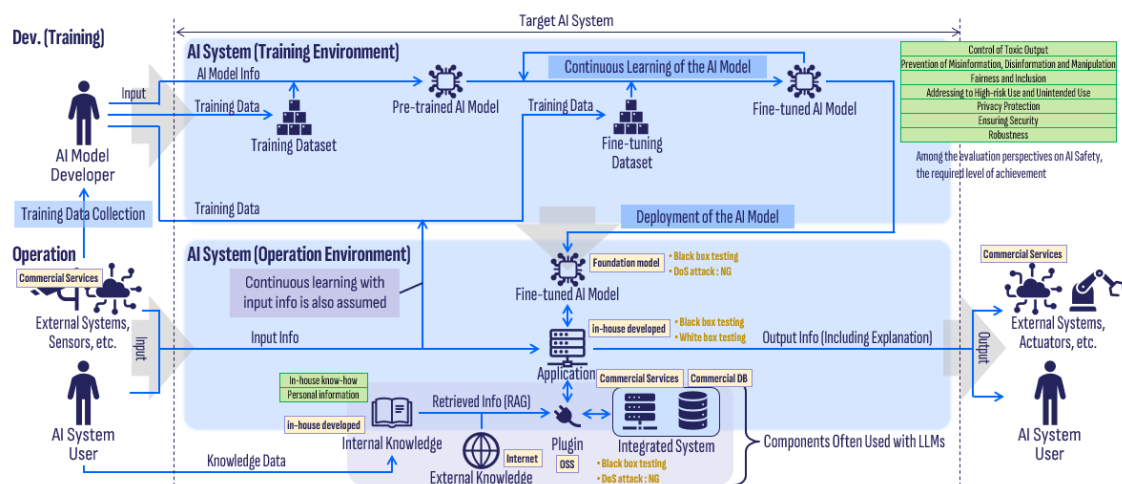 Target AI System
Dev. (Training)
AI System (Training Environment)
AI Model Info
Input
Training Data
Training Dataset
Pre-trained AI Model
Continuous Learning of the AI Model
Training Data
Fine-tuning
Dataset
Fine-tuned AI Model
AI Model
Developer
Training Data Collection
Training Data
Deployment of the AI Model
Control of Toxic Output
Prevention of Misinformation, Disinformation and Manipulation
Fairness and Inclusion
Addressing to High-risk Use and Unintended Use
Privacy Protection
Ensuring Security
Robustness
Among the evaluation perspectives on AI Safety,
the required level of achievement
Operation
AI System (Operation Environment)
Commercial Services
External Systems,
Sensors, etc.
Input
Continuous learning with
input info is also assumed
Input Info
Foundation model
• Black box testing
• DoS attack : NG
Fine-tuned AI Model
in-house developed
• Black box testing
• White box testing
Application
Output Info (Including Explanation)
Output
Commercial Services
External Systems,
Actuators, etc.
AI System
User
AI System
User
In-house know-how
Personal information
in-house developed
Internal Knowledge
Retrieved Info (RAG)
Knowledge Data
Internet
External Knowledge
Plugin
OSS
Commercial Services
Commercial DB
Integrated System
• Black box testing
• DoS attack : NG
Components Often Used with LLMs